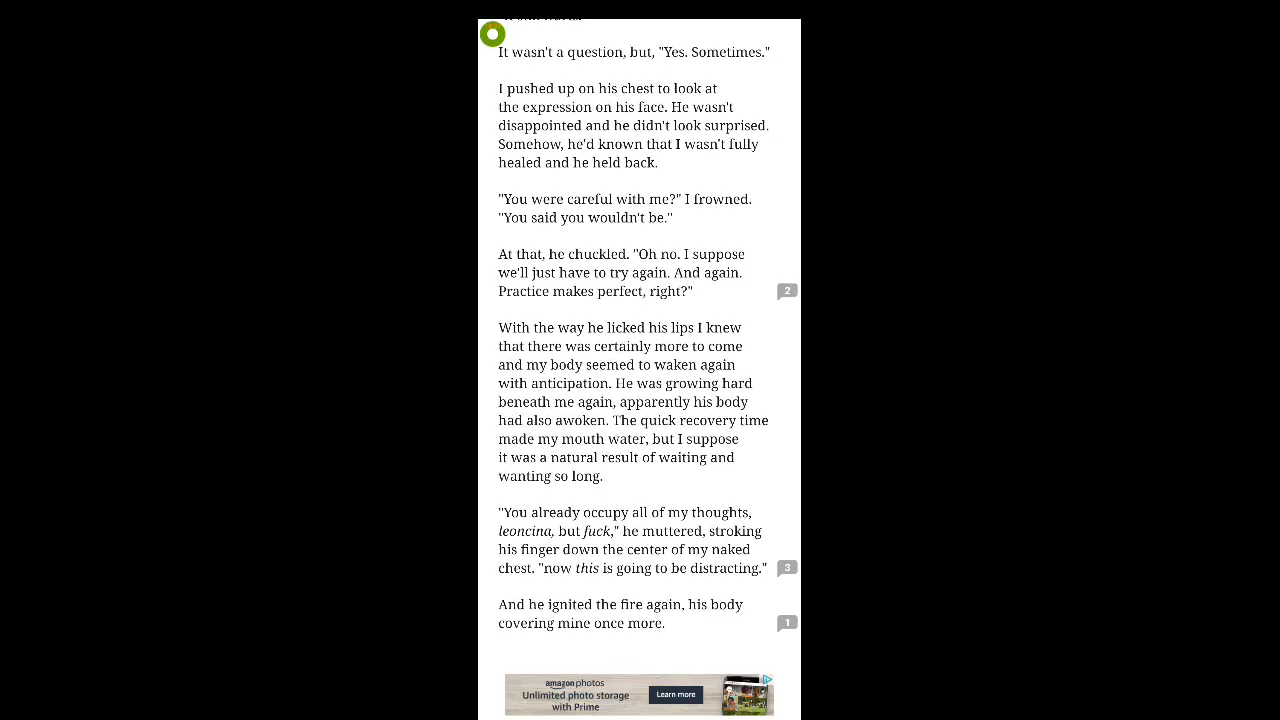 It wasn't a question, but, "Yes. Sometimes."
I pushed up on his chest to look at
the expression on his face. He wasn't
disappointed and he didn't look surprised.
Somehow, he'd known that I wasn't fully
healed and he held back.
"You were careful with me?" I frowned.
"You said you wouldn't be."
At that, he chuckled. "Oh no. I suppose
we'll just have to try again. And again.
Practice makes perfect, right?"
2
With the way he licked his lips I knew
that there was certainly more to come
and my body seemed to waken again
with anticipation. He was growing hard
beneath me again, apparently his body
had also awoken. The quick recovery time
made my mouth water, but I suppose
it was a natural result of waiting and
wanting so long.
"You already occupy all of my thoughts,
leoncina, but fuck," he muttered, stroking
his finger down the center of my naked
chest. "now this is going to be distracting."
3
And he ignited the fire again, his body
covering mine once more.
1
amazon photos
Unlimited photo storage
with Prime
Learn more